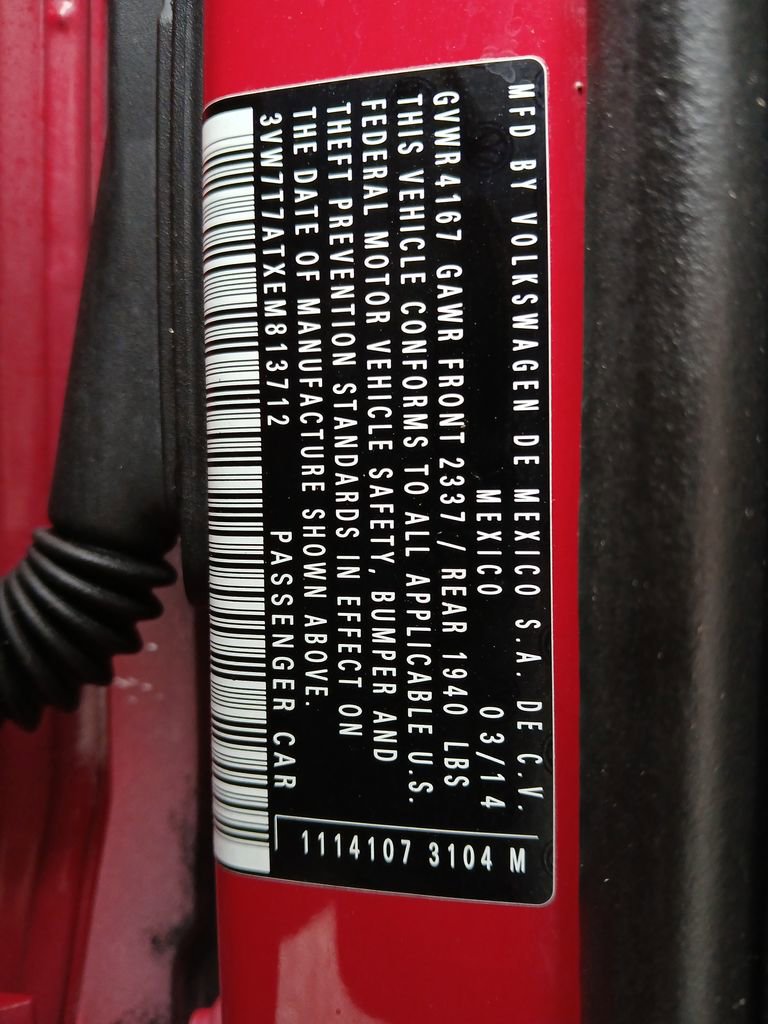 MFD BY VOLKSWAGEN DE MEXICO S.A. DE C.V.
MEXICO 03/14
GVWR 4167 GAWR FRONT 2337 / REAR 1940 LBS
THIS VEHICLE CONFORMS TO ALL APPLICABLE U.S.
FEDERAL MOTOR VEHICLE SAFETY, BUMPER AND
THEFT PREVENTION STANDARDS IN EFFECT ON
THE DATE OF MANUFACTURE SHOWN ABOVE.
3VW7T7ATXEM813712 PASSENGER CAR
1114107 3104 M